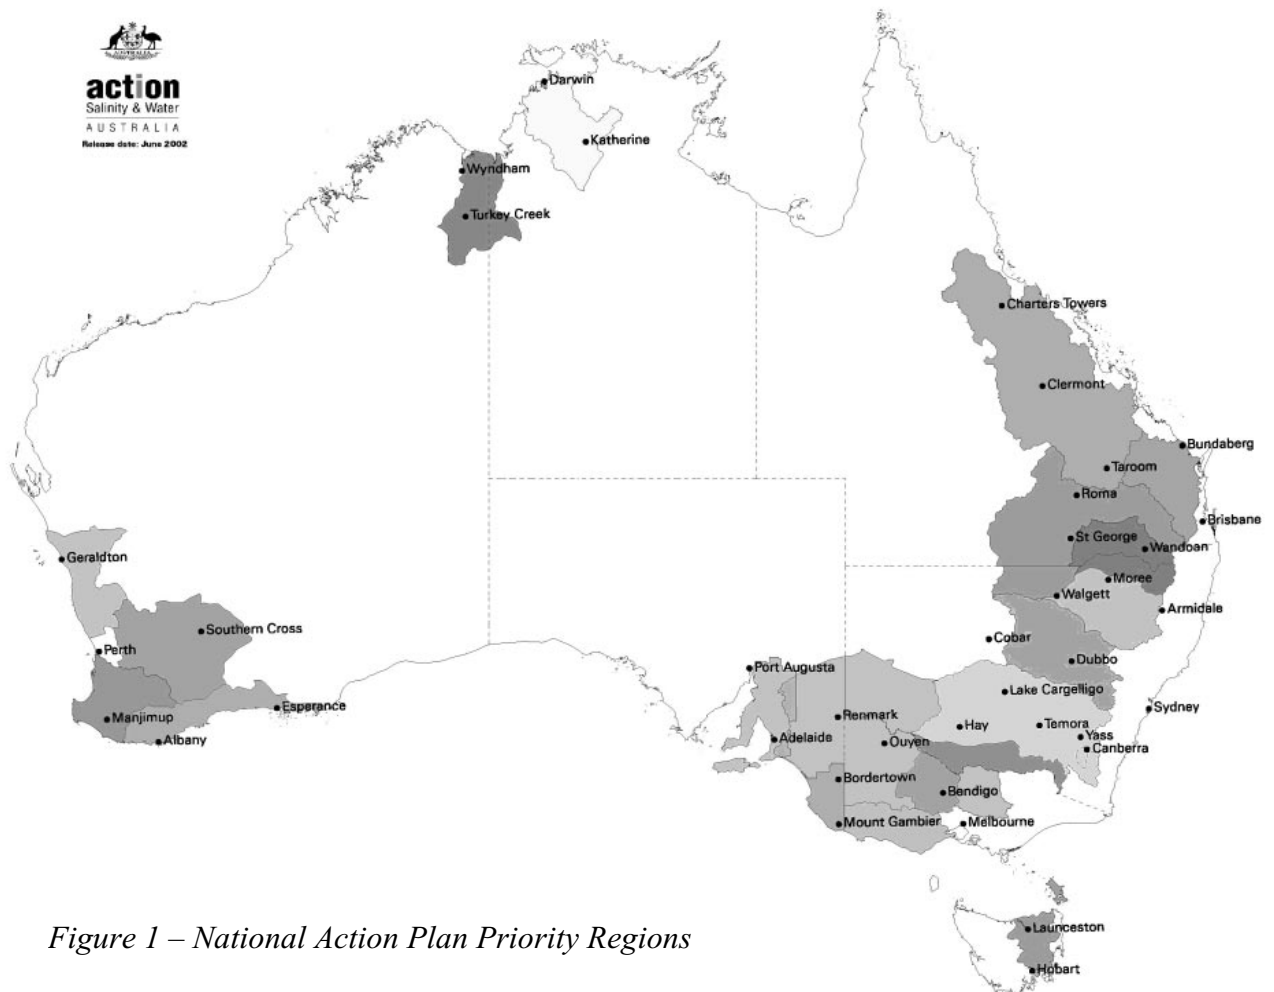 AUSTRALIA
action
Salinity & Water
AUSTRALIA
Release date: June 2002
Darwin
Katherine
Wyndham
Turkey Creek
Charters Towers
Clermont
Bundaberg
Taroom
Roma
Brisbane
St George
Wandoan
Geraldton
Moree
Walgett
Armidale
Southern Cross
Cobar
Perth
Dubbo
Port Augusta
Lake Cargelligo
Esperance
Sydney
Renmark
Manjimup
Hay
Temora
Yass
Albany
Adelaide
Ouyen
Canberra
Bordertown
Bendigo
Mount Gambier
Melbourne
Launceston
Figure 1 – National Action Plan Priority Regions
Hobart